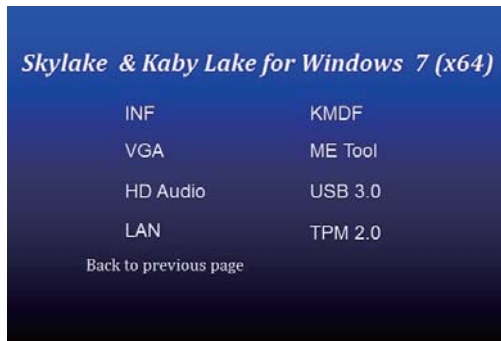 Skylake & Kaby Lake for Windows 7 (x64)
INF KMDF
VGA ME Tool
HD Audio USB 3.0
LAN TPM 2.0
Back to previous page